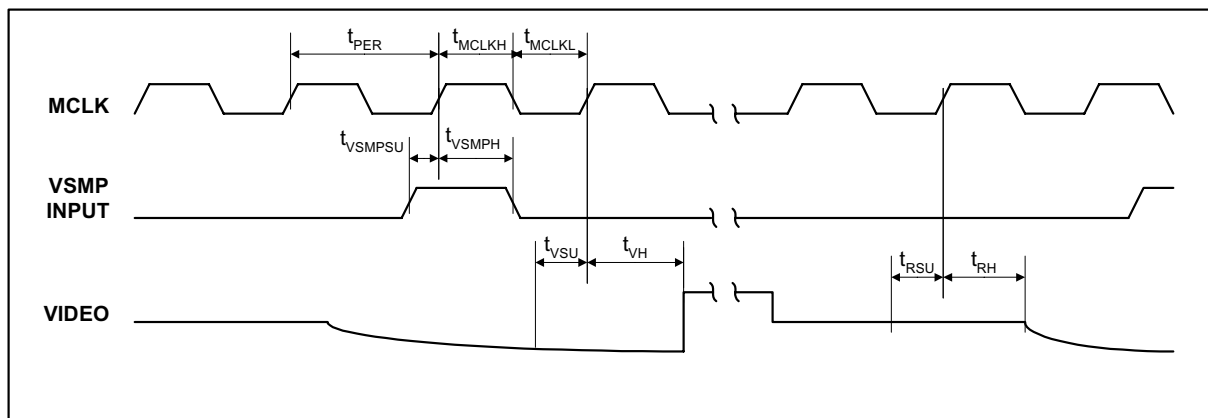 tPER tMCLKH tMCLKL
MCLK
tVSMPSU tVSMPH
VSMP
INPUT
tVSU tVH tRSU tRH
VIDEO